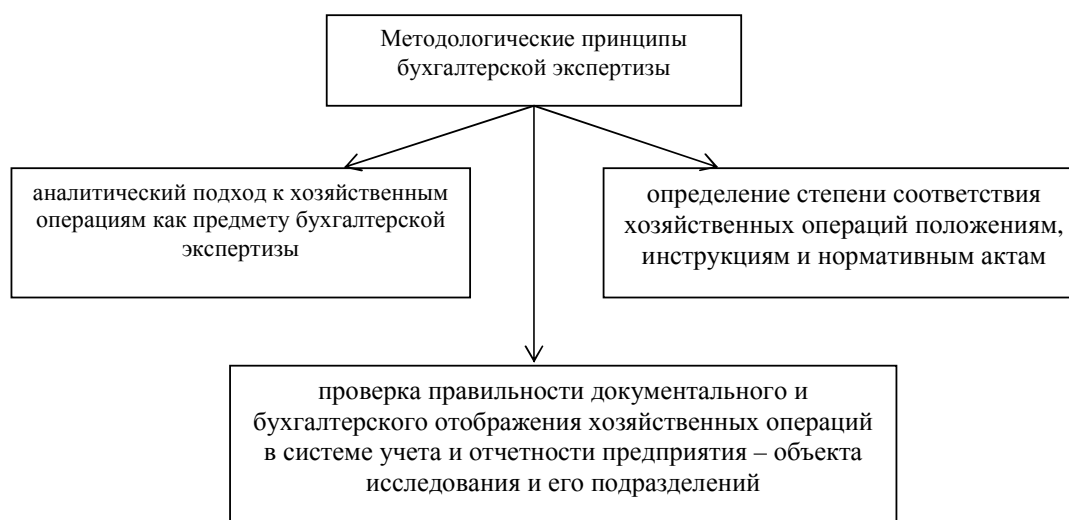 Методологические принципы
бухгалтерской экспертизы
аналитический подход к хозяйственным
операциям как предмету бухгалтерской
экспертизы
определение степени соответствия
хозяйственных операций положениям,
инструкциям и нормативным актам
проверка правильности документального и
бухгалтерского отображения хозяйственных операций
в системе учета и отчетности предприятия – объекта
исследования и его подразделений